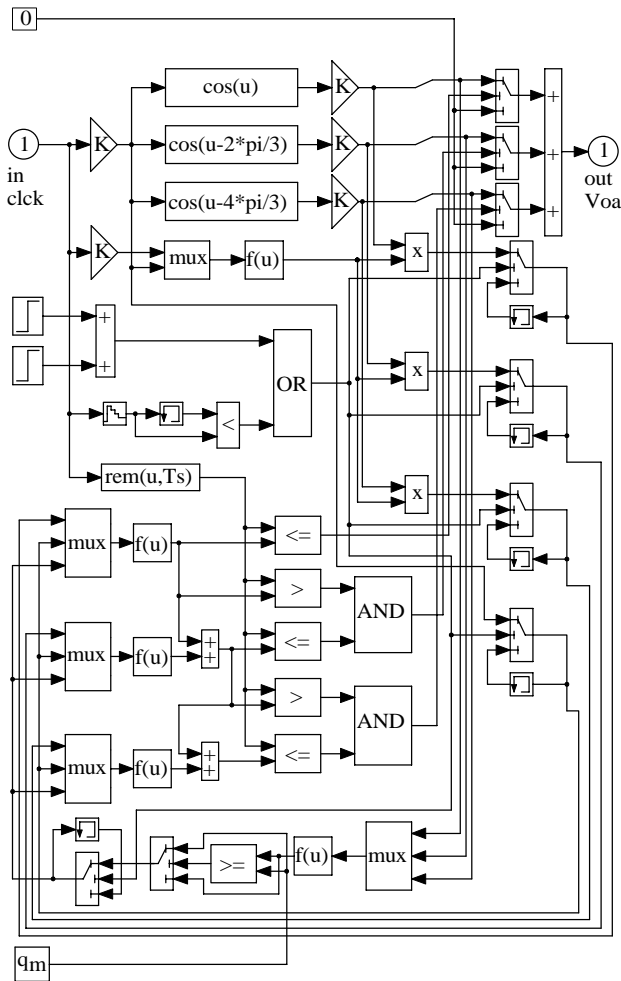 0
cos(u)
K
+
1
in
clck
K
cos(u-2*pi/3)
K
+
1
out
Voa
cos(u-4*pi/3)
K
+
K
mux
f(u)
x
+
+
OR
x
<
rem(u,Ts)
x
mux
f(u)
<=
>
AND
mux
f(u)
+
+
<=
>
AND
mux
f(u)
+
+
<=
>=
f(u)
mux
qm